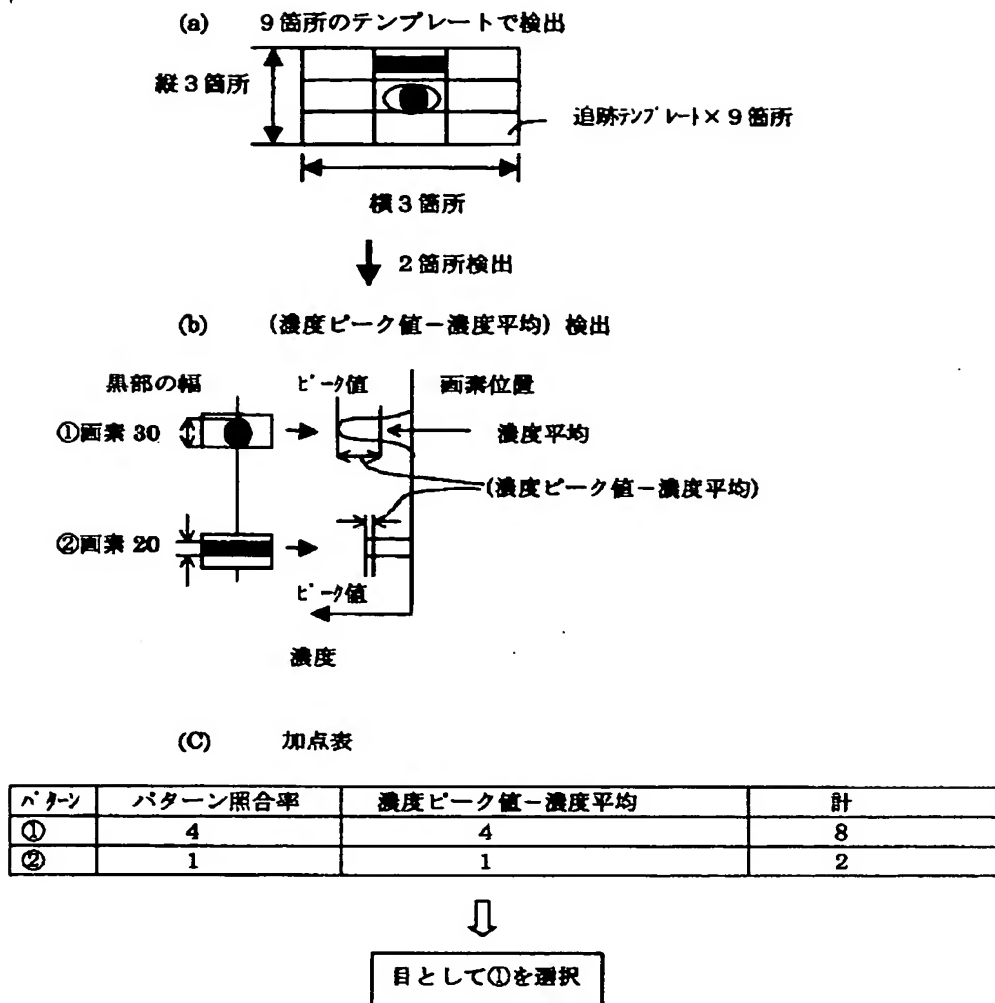 (a) 9箇所のテンプレートで検出
縦3箇所
追跡テンプレート×9箇所
横3箇所
2箇所検出
(b) (濃度ピーク値－濃度平均) 検出
黒部の幅 ピーク値 画素位置
①画素 30 濃度平均
(濃度ピーク値－濃度平均)
②画素 20
ピーク値
濃度
(C) 加点表
パターン パターン照合率 濃度ピーク値－濃度平均 計
① 4 4 8
② 1 1 2
目として①を選択